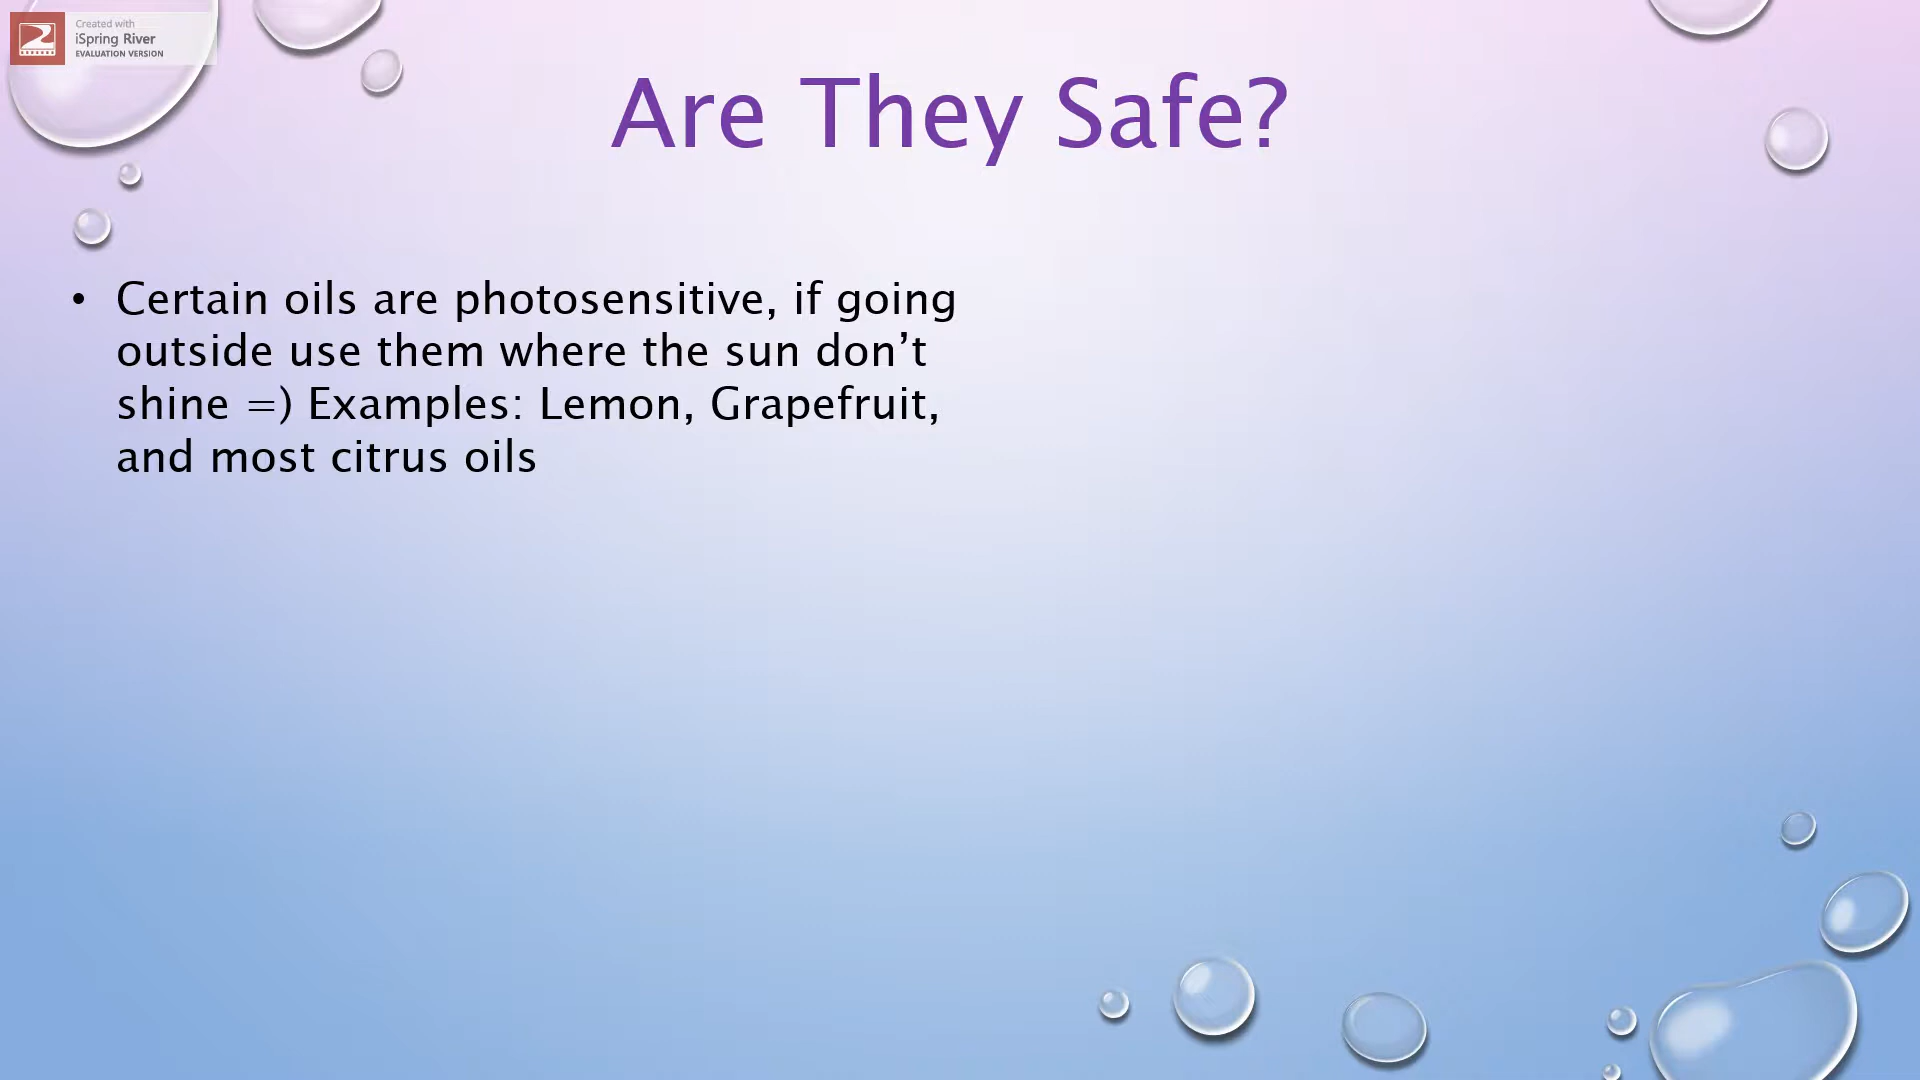 Created with
iSpring River
EVALUATION VERSION
Are They Safe?
• Certain oils are photosensitive, if going
outside use them where the sun don’t
shine =) Examples: Lemon, Grapefruit,
and most citrus oils